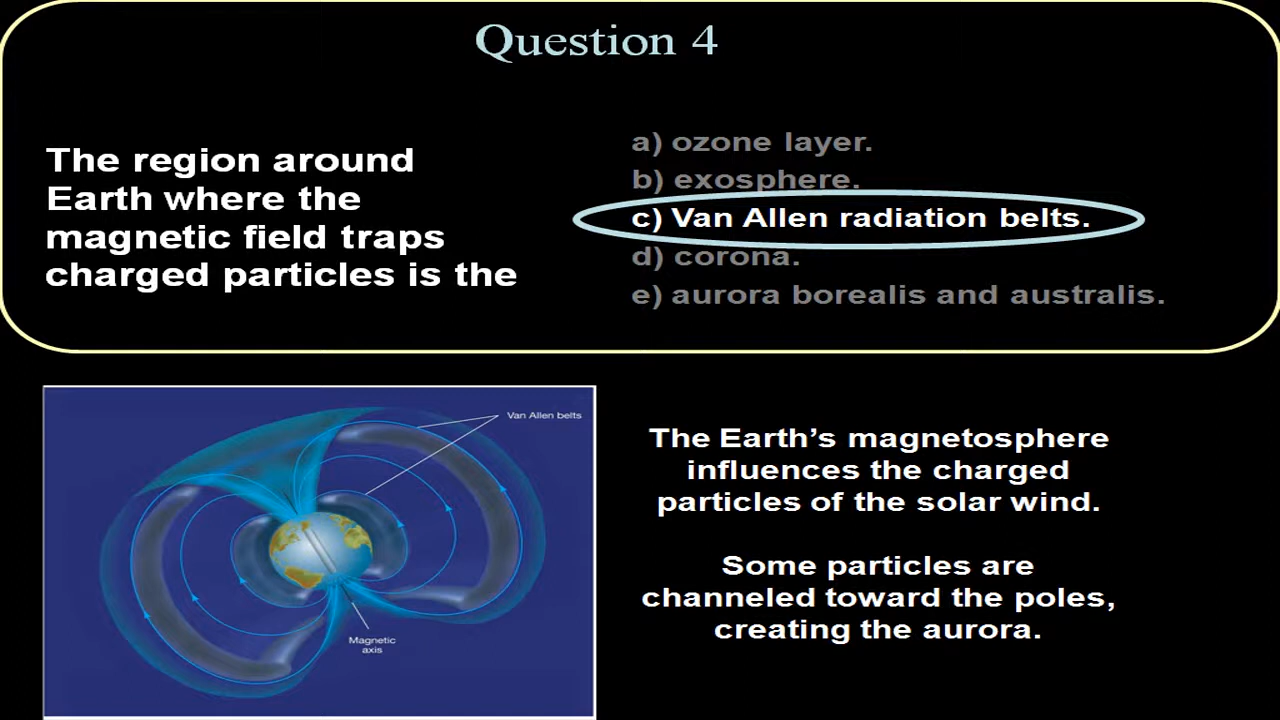 Question 4
The region around
Earth where the
magnetic field traps
charged particles is the
a) ozone layer.
b) exosphere.
c) Van Allen radiation belts.
d) corona.
e) aurora borealis and australis.
Van Allen belts
Magnetic
axis
The Earth’s magnetosphere
influences the charged
particles of the solar wind.
Some particles are
channeled toward the poles,
creating the aurora.